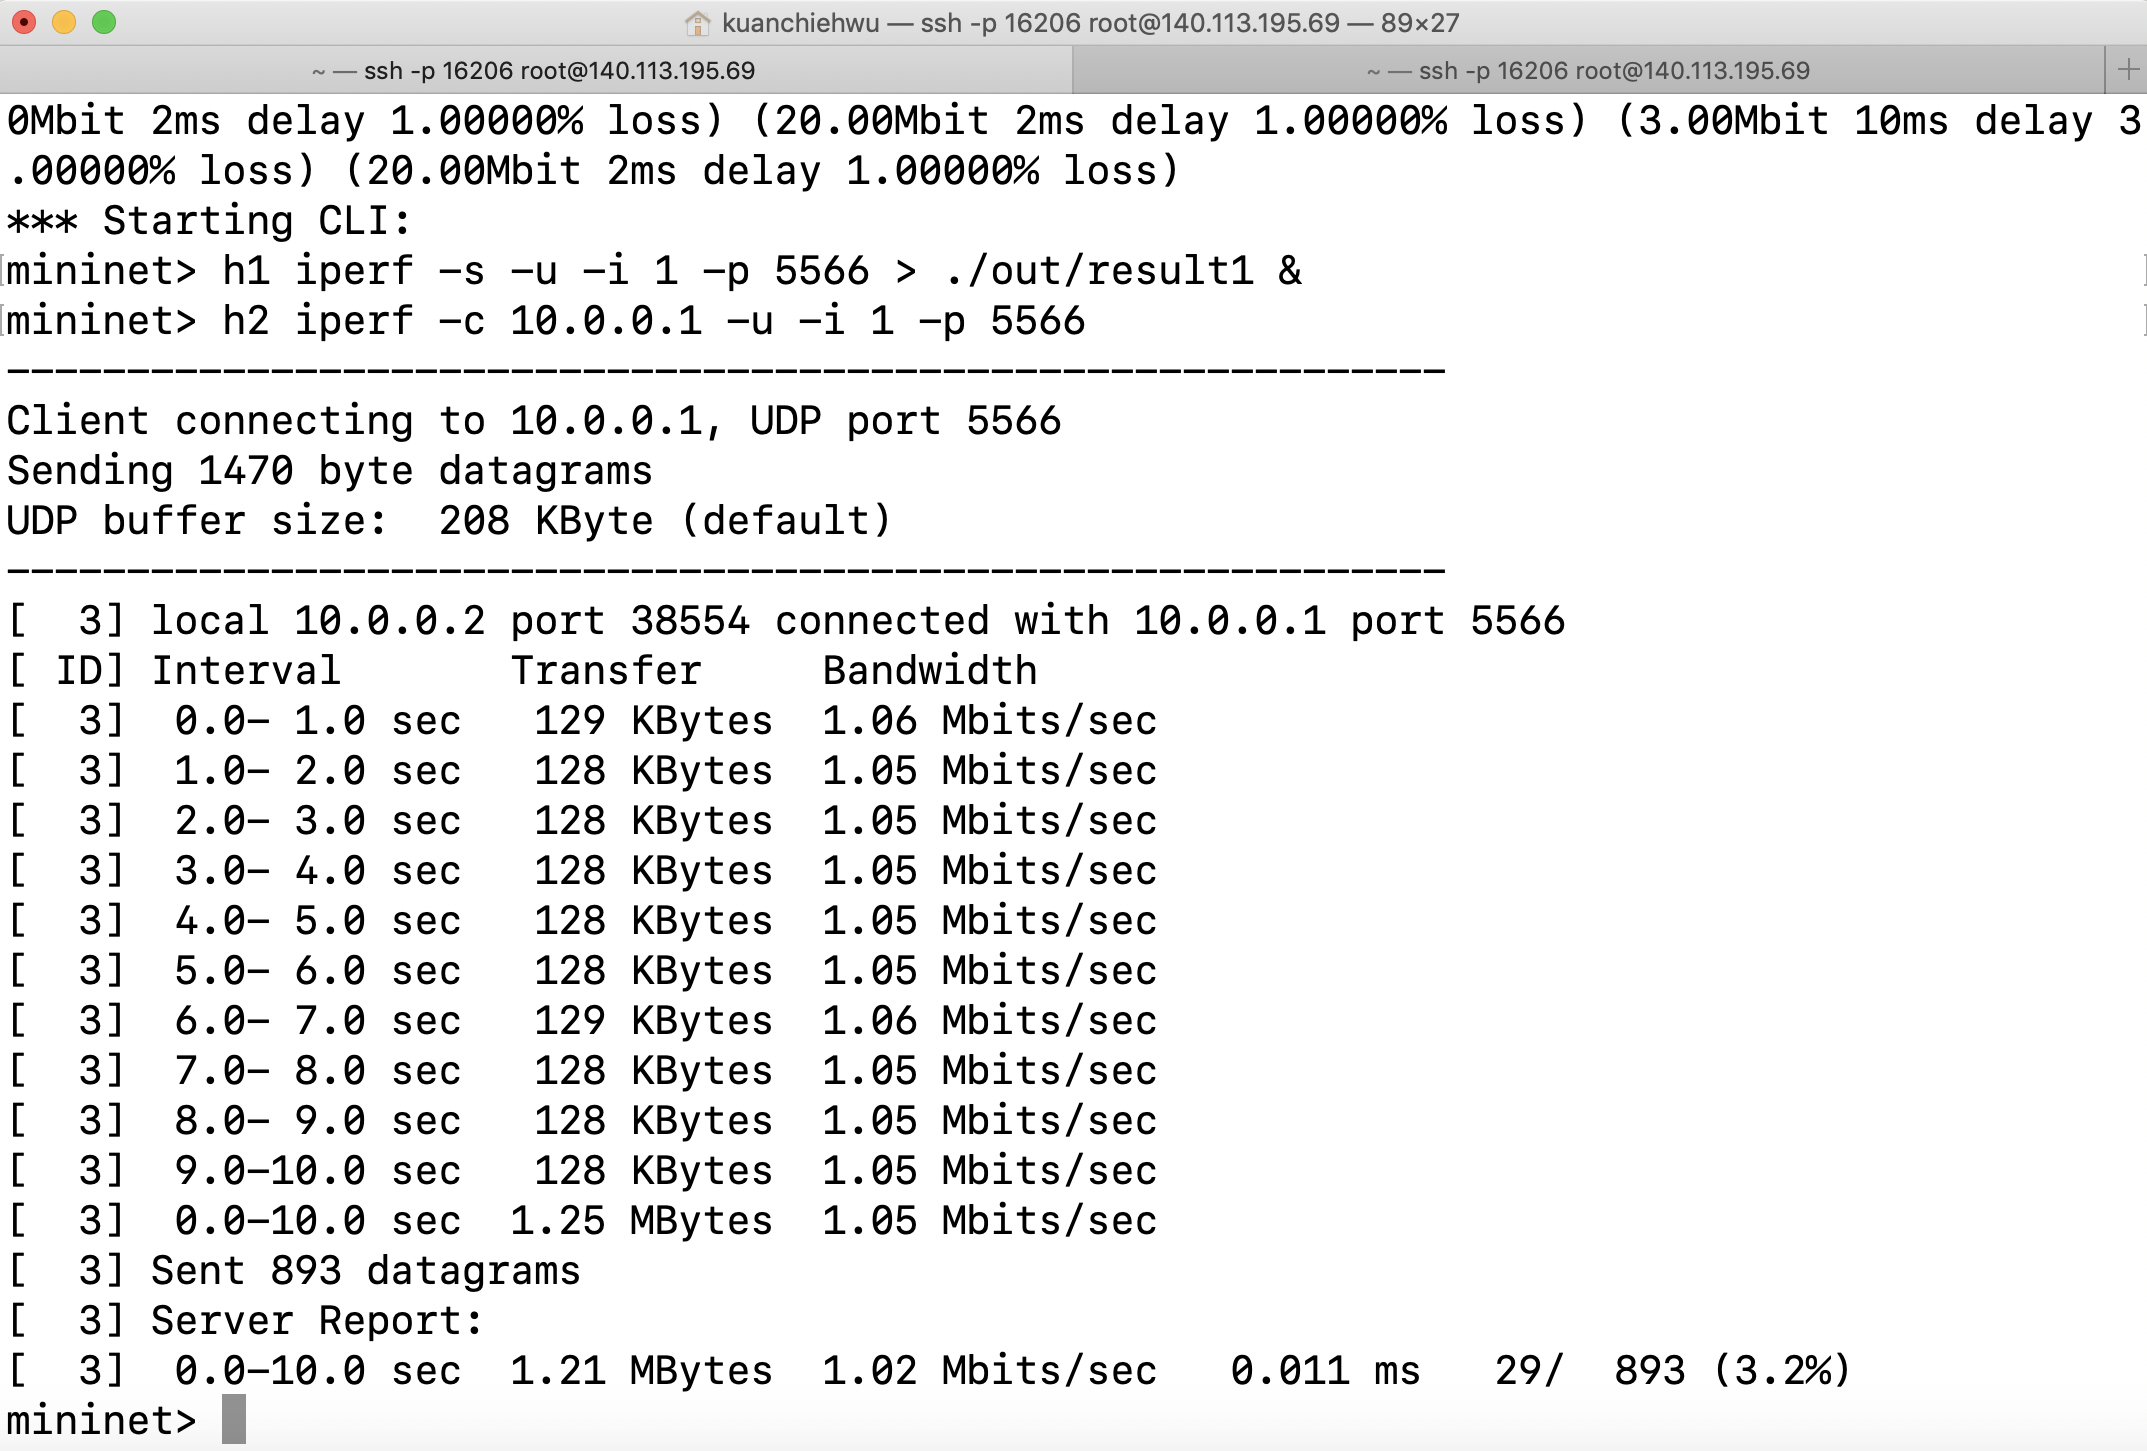 kuanchiehwu — ssh -p 16206 root@140.113.195.69 — 89×27
~ — ssh -p 16206 root@140.113.195.69
~ — ssh -p 16206 root@140.113.195.69
+
0Mbit 2ms delay 1.00000% loss) (20.00Mbit 2ms delay 1.00000% loss) (3.00Mbit 10ms delay 3
.00000% loss) (20.00Mbit 2ms delay 1.00000% loss)
*** Starting CLI:
mininet> h1 iperf -s -u -i 1 -p 5566 > ./out/result1 &
mininet> h2 iperf -c 10.0.0.1 -u -i 1 -p 5566
------------------------------------------------------------
Client connecting to 10.0.0.1, UDP port 5566
Sending 1470 byte datagrams
UDP buffer size:  208 KByte (default)
------------------------------------------------------------
[  3] local 10.0.0.2 port 38554 connected with 10.0.0.1 port 5566
[ ID] Interval       Transfer     Bandwidth
[  3]  0.0- 1.0 sec   129 KBytes  1.06 Mbits/sec
[  3]  1.0- 2.0 sec   128 KBytes  1.05 Mbits/sec
[  3]  2.0- 3.0 sec   128 KBytes  1.05 Mbits/sec
[  3]  3.0- 4.0 sec   128 KBytes  1.05 Mbits/sec
[  3]  4.0- 5.0 sec   128 KBytes  1.05 Mbits/sec
[  3]  5.0- 6.0 sec   128 KBytes  1.05 Mbits/sec
[  3]  6.0- 7.0 sec   129 KBytes  1.06 Mbits/sec
[  3]  7.0- 8.0 sec   128 KBytes  1.05 Mbits/sec
[  3]  8.0- 9.0 sec   128 KBytes  1.05 Mbits/sec
[  3]  9.0-10.0 sec   128 KBytes  1.05 Mbits/sec
[  3]  0.0-10.0 sec  1.25 MBytes  1.05 Mbits/sec
[  3] Sent 893 datagrams
[  3] Server Report:
[  3]  0.0-10.0 sec  1.21 MBytes  1.02 Mbits/sec   0.011 ms   29/  893 (3.2%)
mininet>